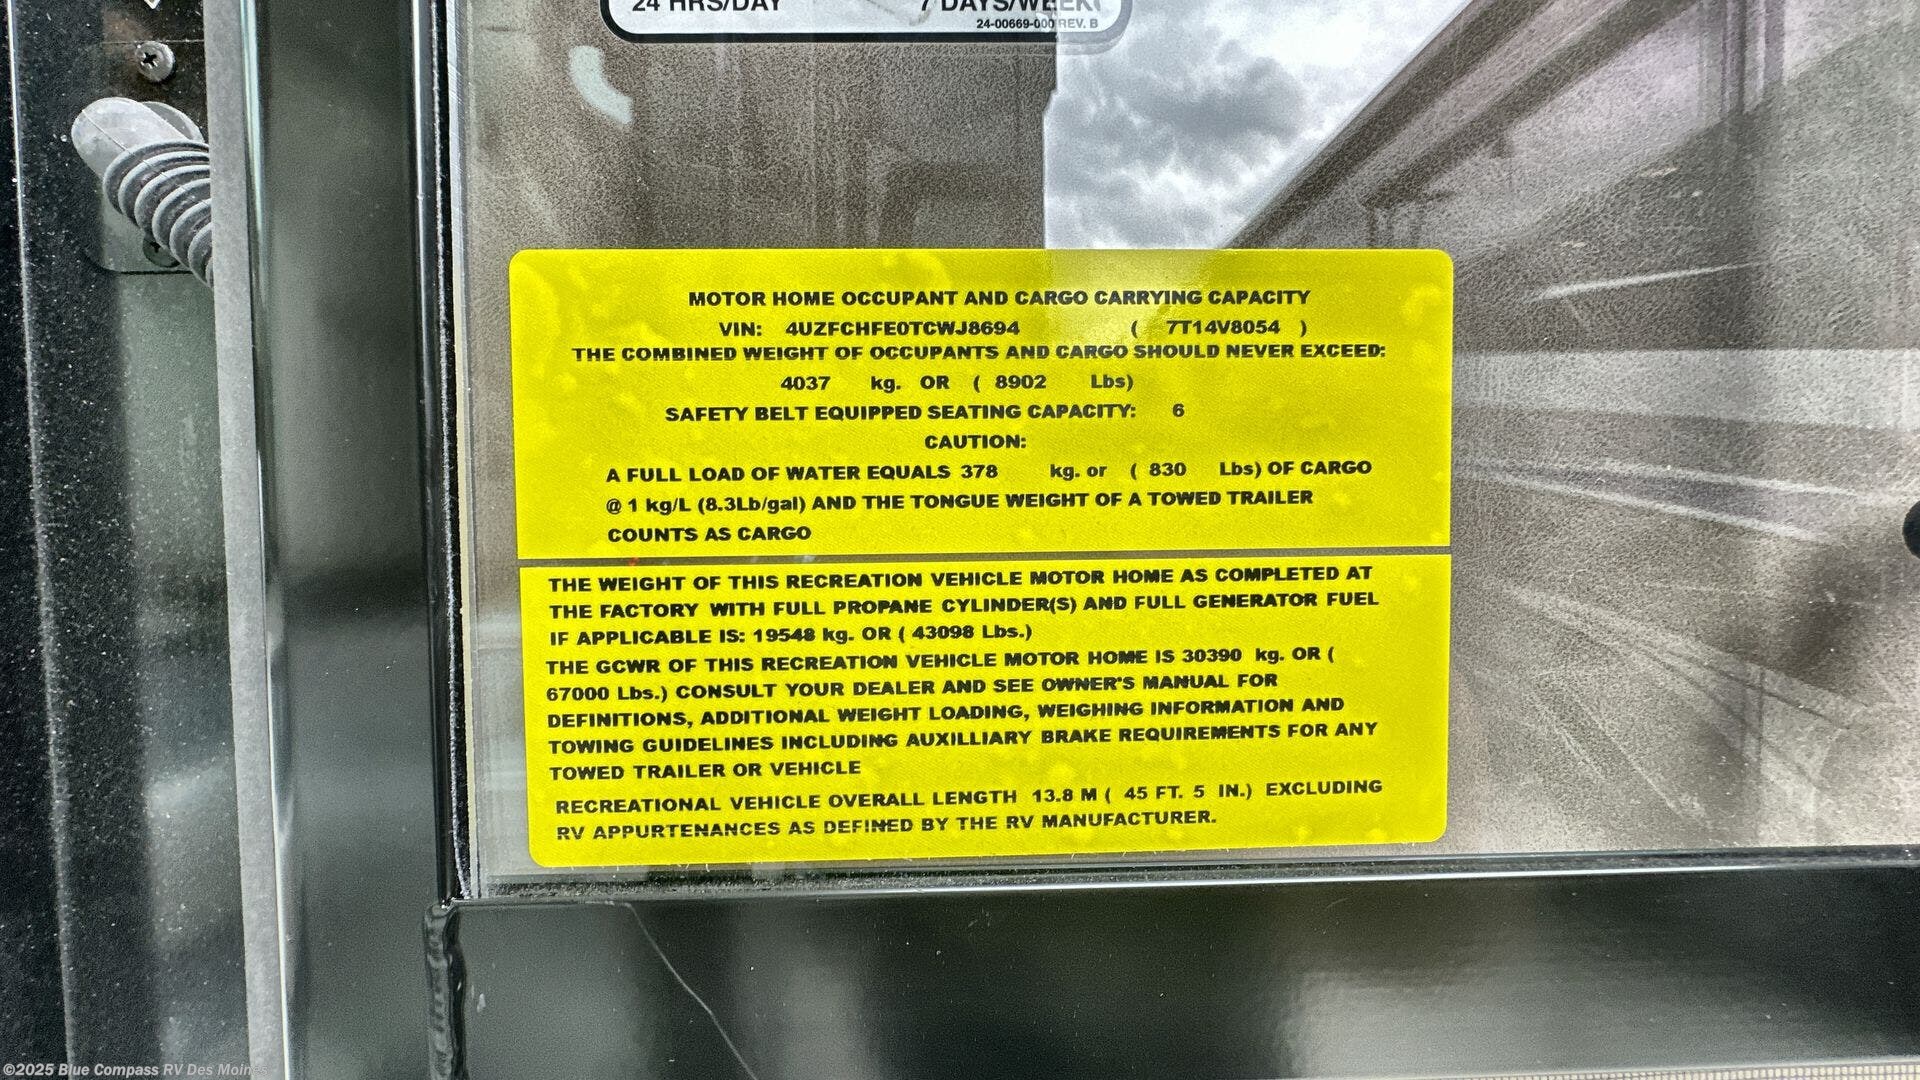 24 HRS/DAY 7 DAYS/WEEK
24-00669-000 REV. B
MOTOR HOME OCCUPANT AND CARGO CARRYING CAPACITY
VIN: 4UZFCHFE0TCWJ8694 ( 7T14V8054 )
THE COMBINED WEIGHT OF OCCUPANTS AND CARGO SHOULD NEVER EXCEED:
4037 kg. OR ( 8902 Lbs)
SAFETY BELT EQUIPPED SEATING CAPACITY: 6
CAUTION:
A FULL LOAD OF WATER EQUALS 378 kg. or ( 830 Lbs) OF CARGO
@ 1 kg/L (8.3Lb/gal) AND THE TONGUE WEIGHT OF A TOWED TRAILER
COUNTS AS CARGO
THE WEIGHT OF THIS RECREATION VEHICLE MOTOR HOME AS COMPLETED AT
THE FACTORY WITH FULL PROPANE CYLINDER(S) AND FULL GENERATOR FUEL
IF APPLICABLE IS: 19548 kg. OR ( 43098 Lbs.)
THE GCWR OF THIS RECREATION VEHICLE MOTOR HOME IS 30390 kg. OR (
67000 Lbs.) CONSULT YOUR DEALER AND SEE OWNER'S MANUAL FOR
DEFINITIONS, ADDITIONAL WEIGHT LOADING, WEIGHING INFORMATION AND
TOWING GUIDELINES INCLUDING AUXILLIARY BRAKE REQUIREMENTS FOR ANY
TOWED TRAILER OR VEHICLE
RECREATIONAL VEHICLE OVERALL LENGTH 13.8 M ( 45 FT. 5 IN.) EXCLUDING
RV APPURTENANCES AS DEFINED BY THE RV MANUFACTURER.
©2025 Blue Compass RV Des Moines